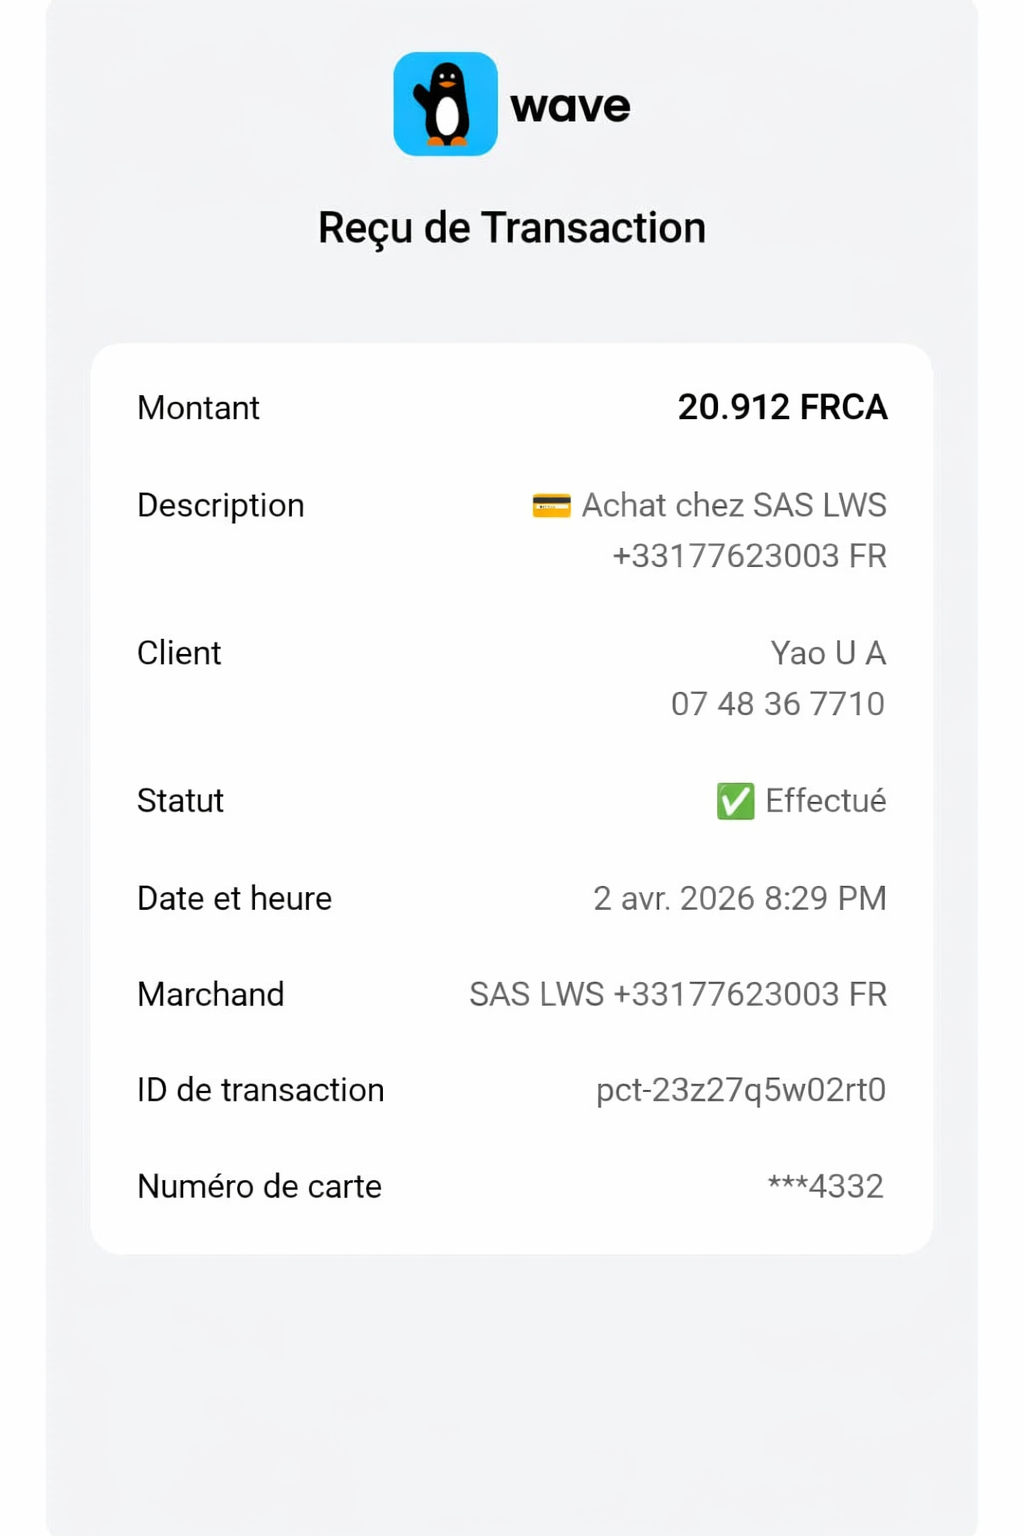 wave
Reçu de Transaction
Montant 20.912 FRCA
Description 💳 Achat chez SAS LWS
+33177623003 FR
Client Yao U A
07 48 36 7710
Statut ✅ Effectué
Date et heure 2 avr. 2026 8:29 PM
Marchand SAS LWS +33177623003 FR
ID de transaction pct-23z27q5w02rt0
Numéro de carte ***4332